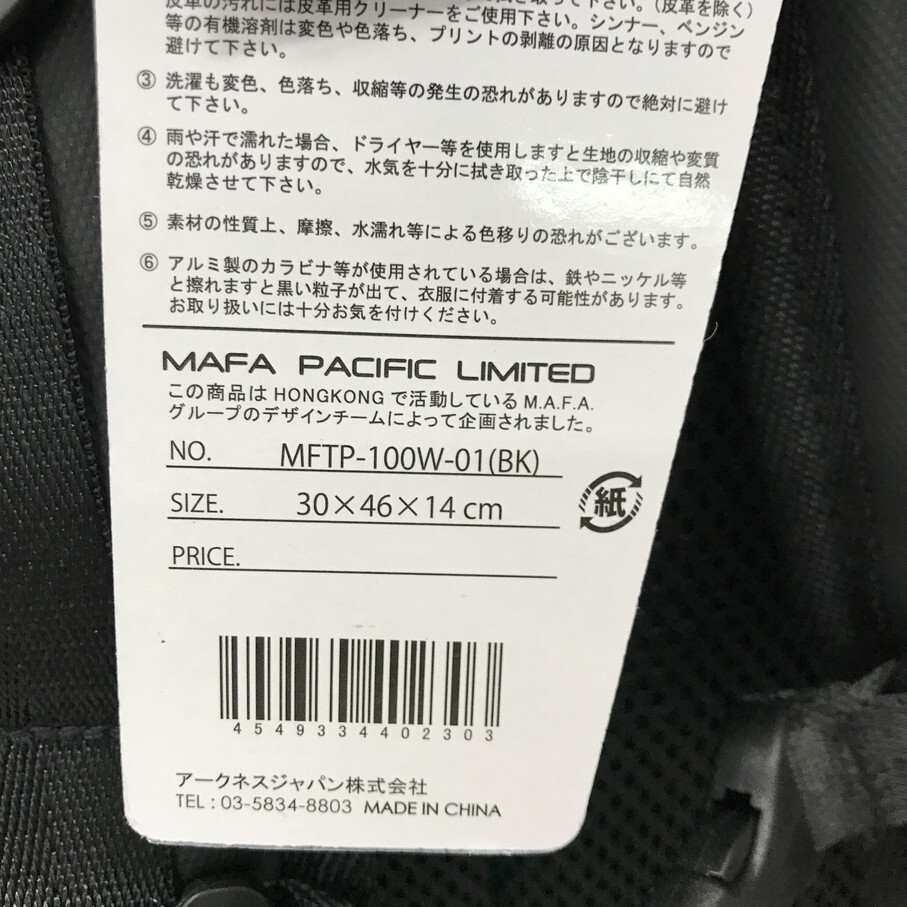 (皮革を除く)
皮革の汚れには皮革用クリーナーをご使用下さい。シンナー、ベンジン
等の有機溶剤は変色や色落ち、プリントの剥離の原因となりますので
避けて下さい。
③ 洗濯も変色、色落ち、収縮等の発生の恐れがありますので絶対に避け
て下さい。
④ 雨や汗で濡れた場合、ドライヤー等を使用しますと生地の収縮や変質
の恐れがありますので、水気を十分に拭き取った上で陰干しにて自然
乾燥させて下さい。
⑤ 素材の性質上、摩擦、水濡れ等による色移りの恐れがございます。
⑥ アルミ製のカラビナ等が使用されている場合は、鉄やニッケル等
と擦れますと黒い粒子が出て、衣服に付着する可能性があります。
お取り扱いには十分お気を付けください。
MAFA PACIFIC LIMITED
この商品は HONGKONG で活動している M.A.F.A.
グループのデザインチームによって企画されました。
NO. MFTP-100W-01(BK)
SIZE. 30×46×14 cm
紙
PRICE.
4549334402303
アークネスジャパン株式会社
TEL : 03-5834-8803 MADE IN CHINA